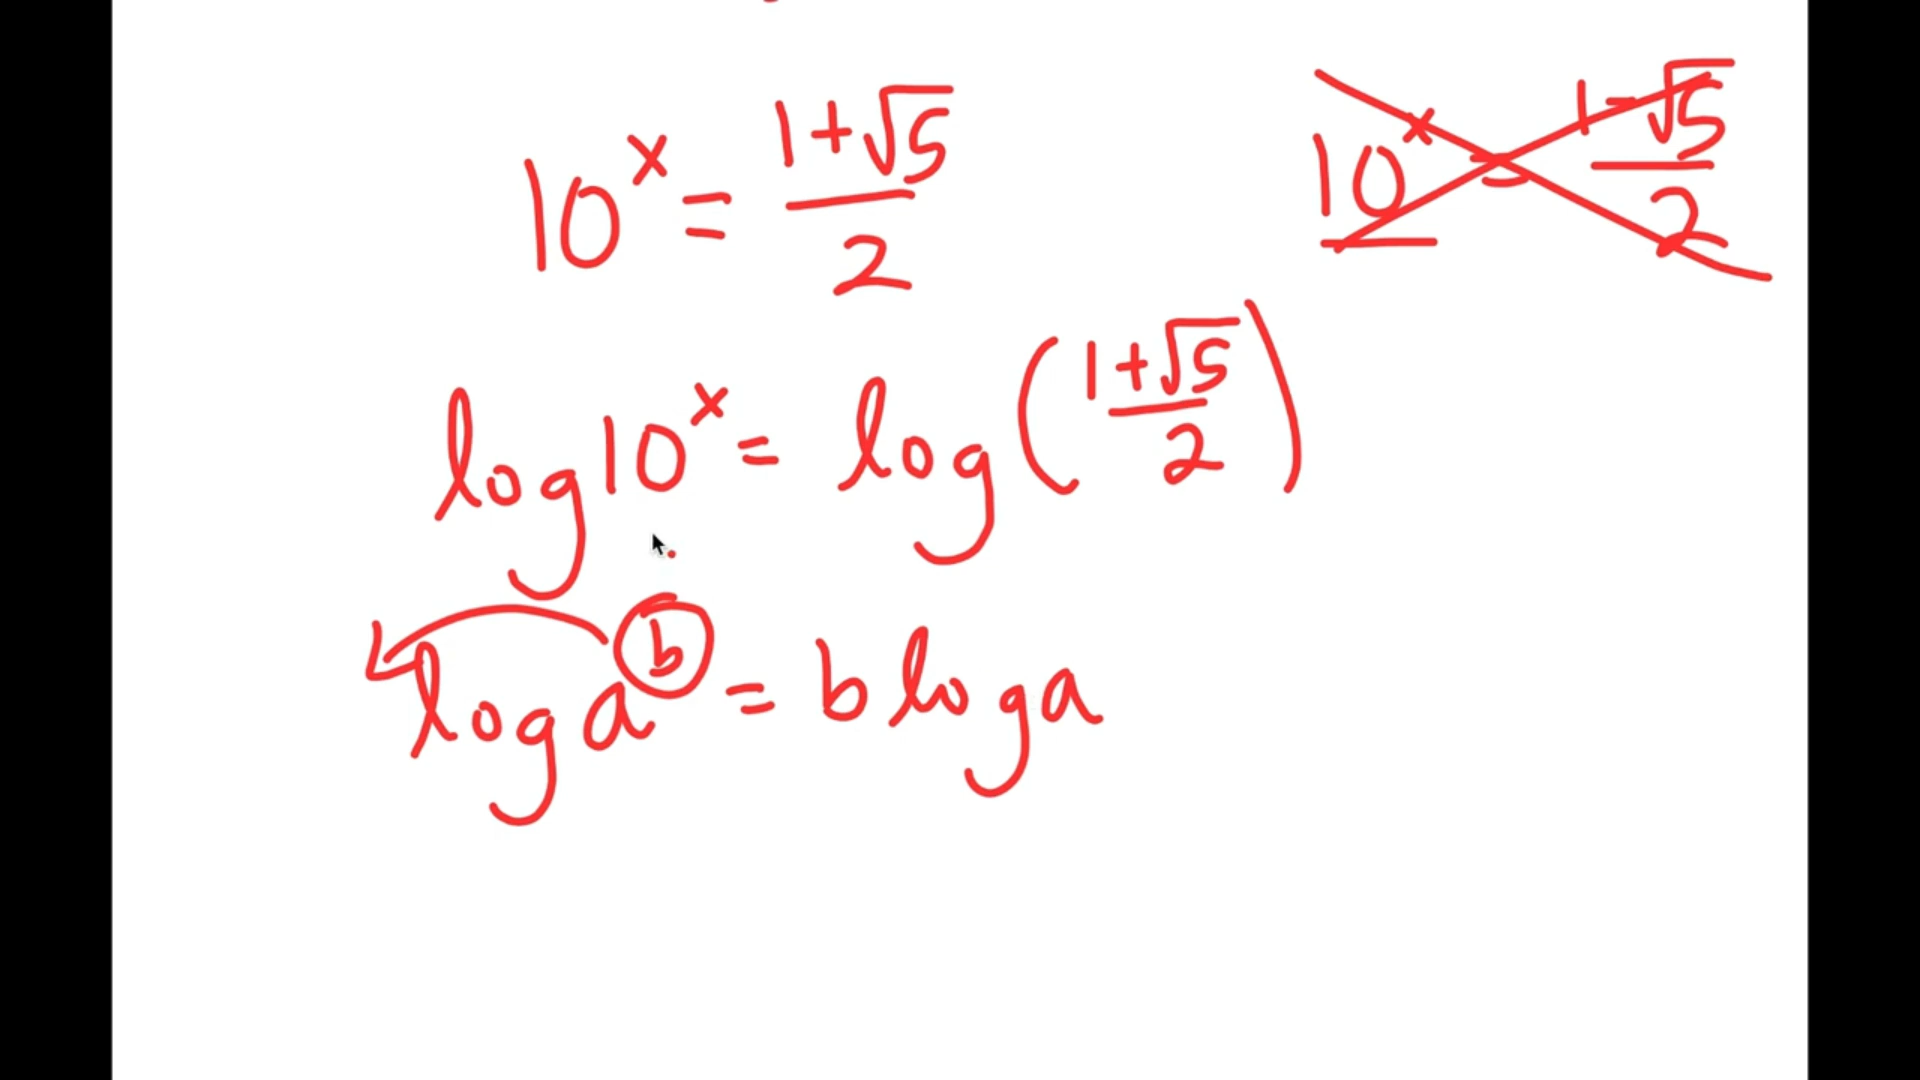 10^x = (1+√5)/2
10^x = (1-√5)/2
log 10^x = log((1+√5)/2)
log a^b = b log a